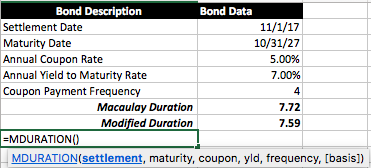 Bond Description Bond Data
Settlement Date 11/1/17
Maturity Date 10/31/27
Annual Coupon Rate 5.00%
Annual Yield to Maturity Rate 7.00%
Coupon Payment Frequency 4
Macaulay Duration 7.72
Modified Duration 7.59
=MDURATION()
MDURATION(settlement, maturity, coupon, yld, frequency, [basis])